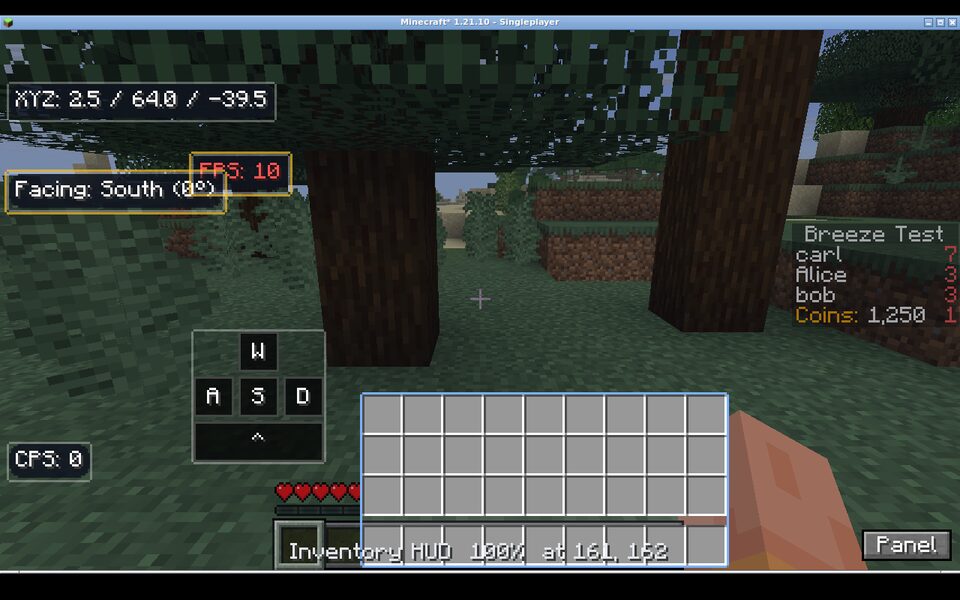 Minecraft* 1.21.10 - Singleplayer
XYZ: 2.5 / 64.0 / -39.5
FPS: 10
Facing: South (0°)
Breeze Test
carl 7
Alice 3
bob 3
Coins: 1,250 1
W
A S D
^
CPS: 0
Inventory HUD 100% at 161, 162
Panel